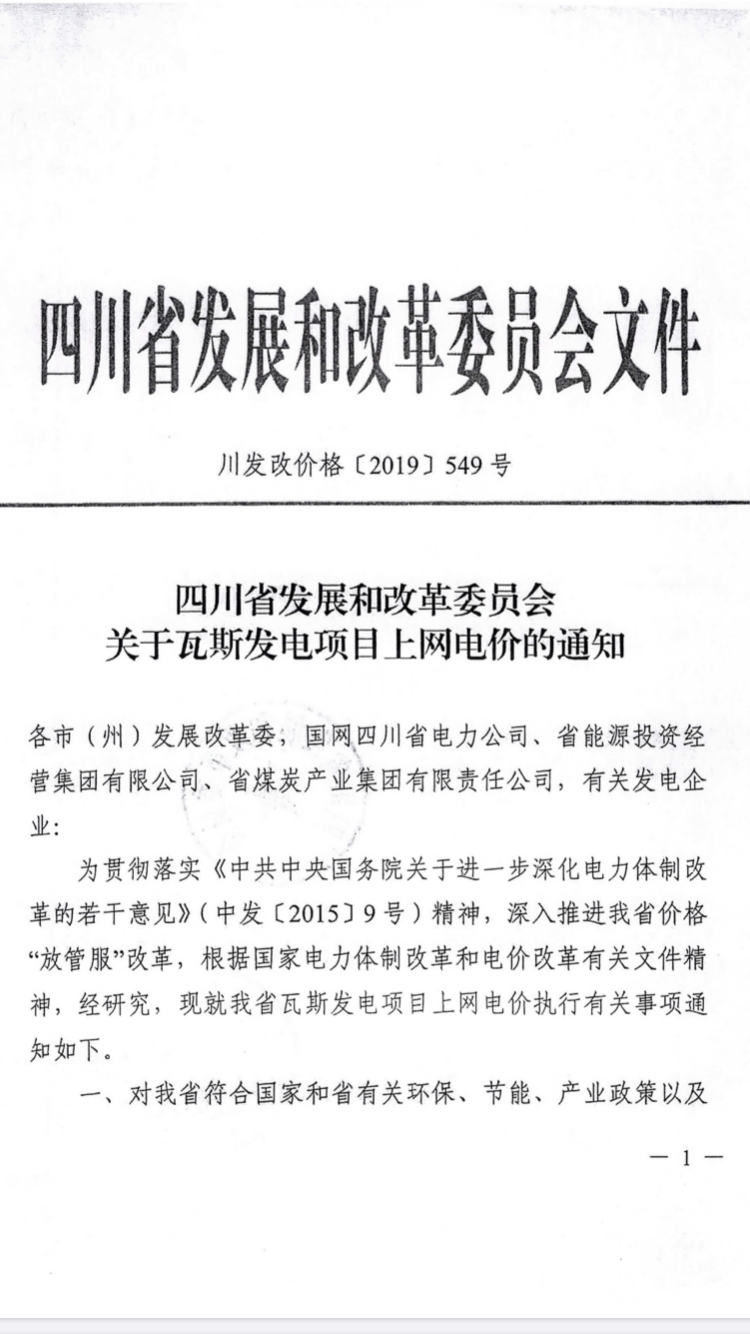 四川省发展和改革委员会文件
川发改价格〔2019〕549 号
四川省发展和改革委员会
关于瓦斯发电项目上网电价的通知
各市（州）发展改革委；国网四川省电力公司、省能源投资经
营集团有限公司、省煤炭产业集团有限责任公司，有关发电企
业：
为贯彻落实《中共中央国务院关于进一步深化电力体制改
革的若干意见》（中发〔2015〕9 号）精神，深入推进我省价格
“放管服”改革，根据国家电力体制改革和电价改革有关文件精
神，经研究，现就我省瓦斯发电项目上网电价执行有关事项通
知如下。
一、对我省符合国家和省有关环保、节能、产业政策以及
— 1 —